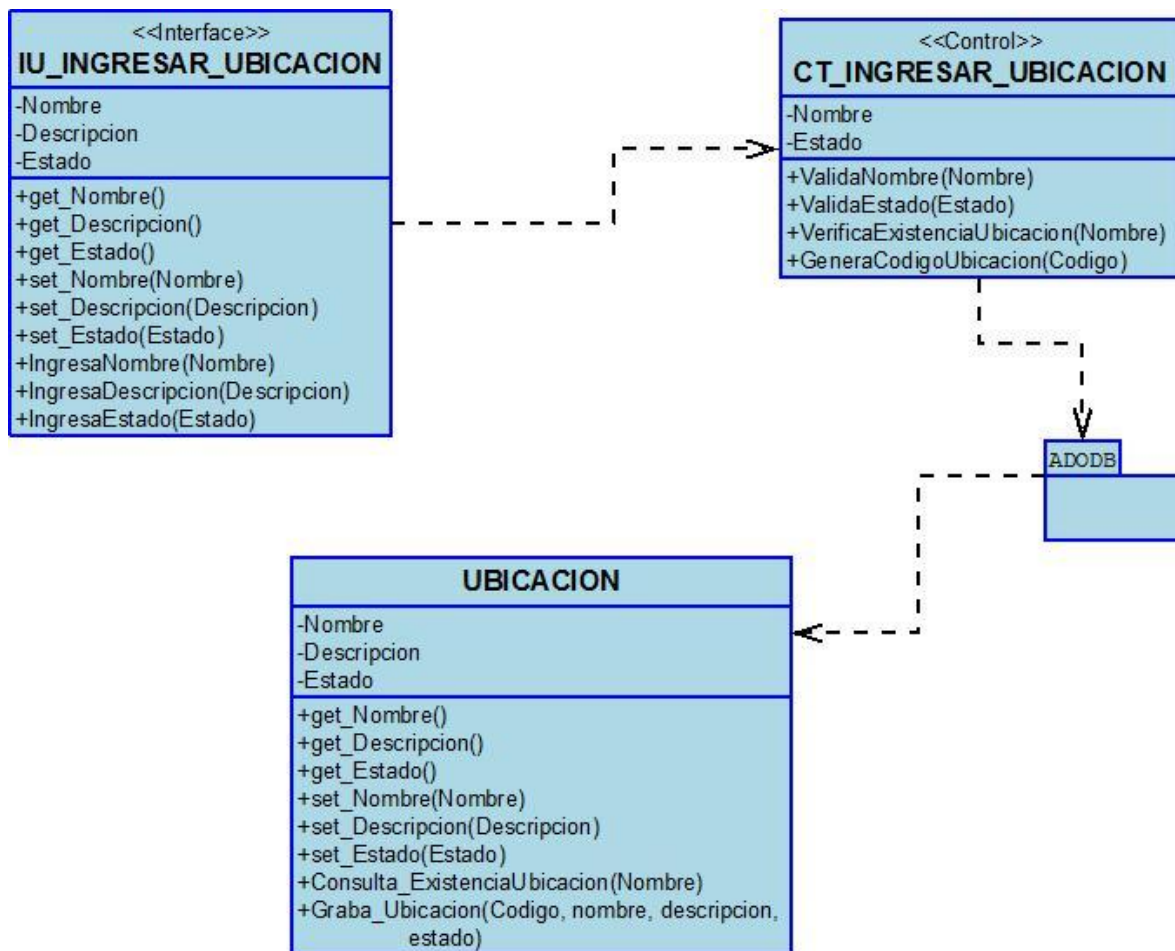 <<Interface>>
IU_INGRESAR_UBICACION
-Nombre
-Descripcion
-Estado
+get_Nombre()
+get_Descripcion()
+get_Estado()
+set_Nombre(Nombre)
+set_Descripcion(Descripcion)
+set_Estado(Estado)
+IngresaNombre(Nombre)
+IngresaDescripcion(Descripcion)
+IngresaEstado(Estado)
<<Control>>
CT_INGRESAR_UBICACION
-Nombre
-Estado
+ValidaNombre(Nombre)
+ValidaEstado(Estado)
+VerificaExistenciaUbicacion(Nombre)
+GeneraCodigoUbicacion(Codigo)
ADODB
UBICACION
-Nombre
-Descripcion
-Estado
+get_Nombre()
+get_Descripcion()
+get_Estado()
+set_Nombre(Nombre)
+set_Descripcion(Descripcion)
+set_Estado(Estado)
+Consulta_ExistenciaUbicacion(Nombre)
+Graba_Ubicacion(Codigo, nombre, descripcion,
estado)